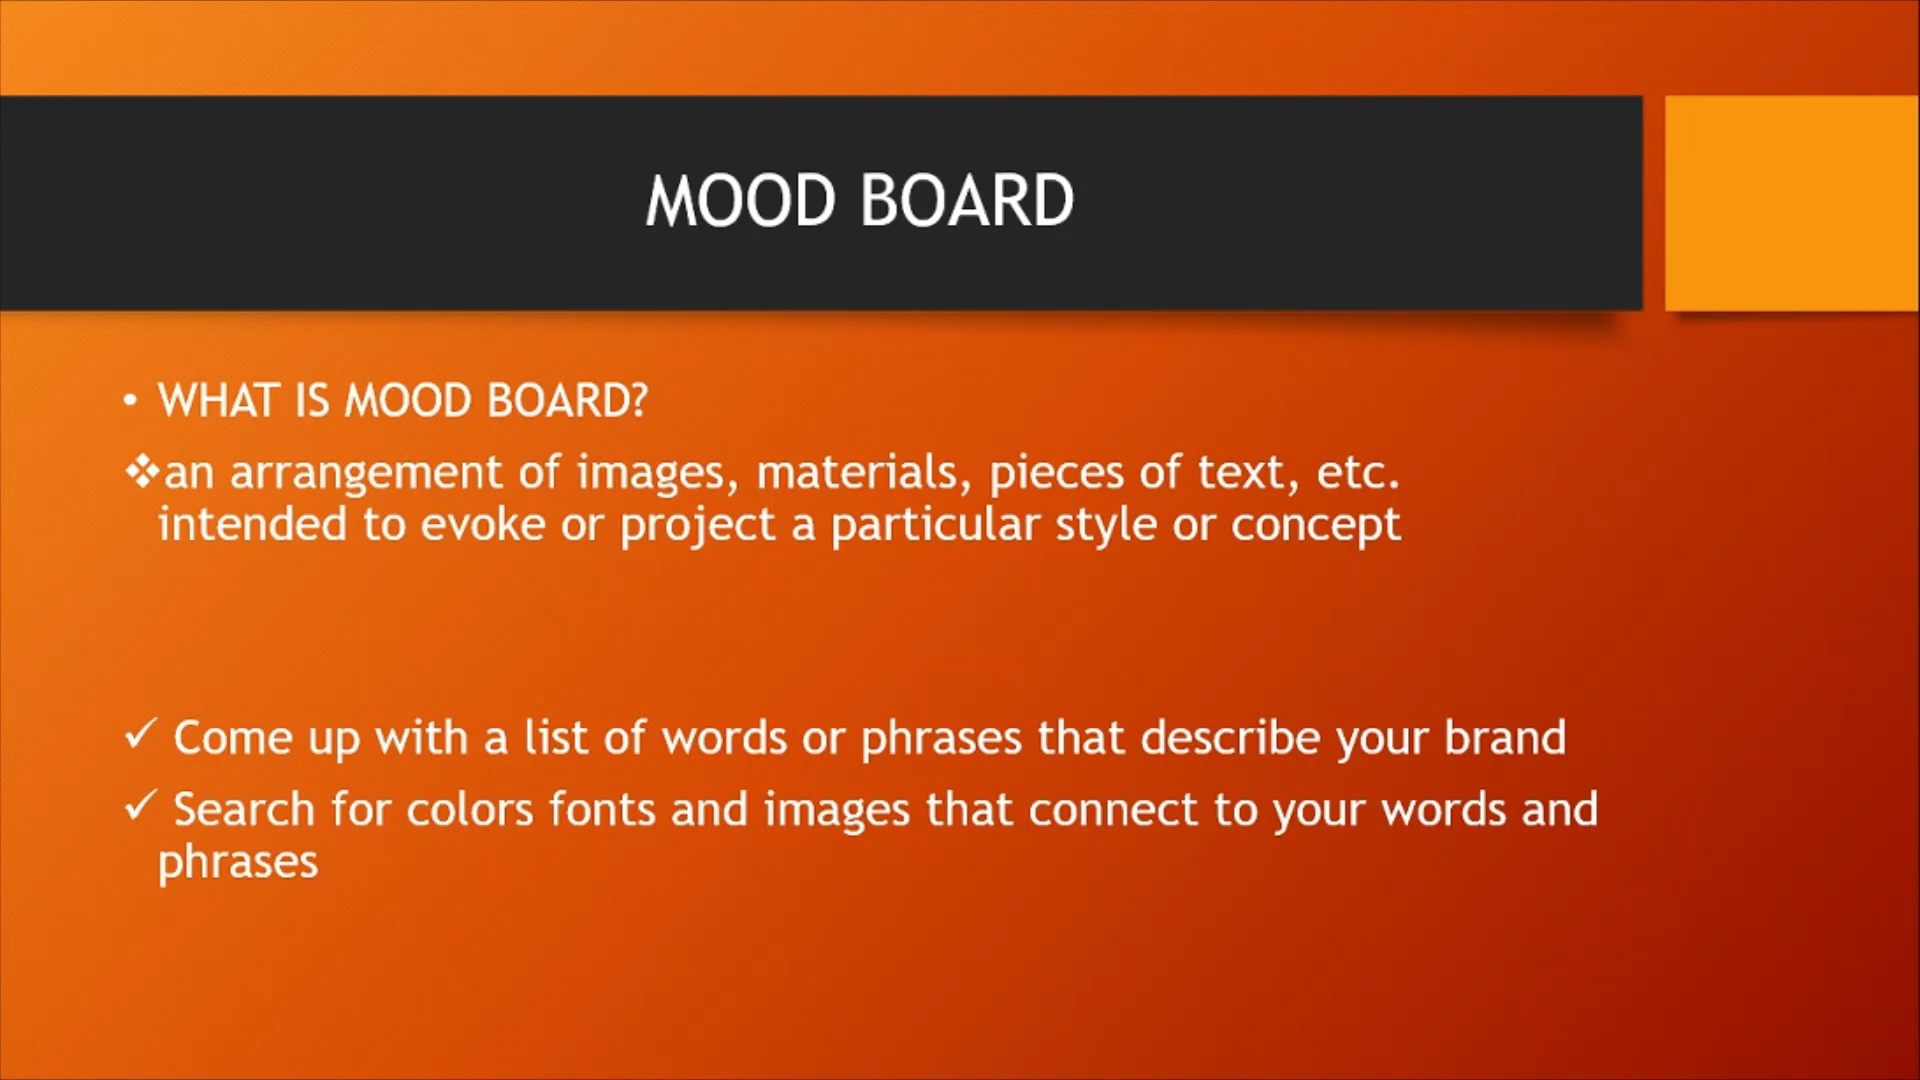 MOOD BOARD
• WHAT IS MOOD BOARD?
❖an arrangement of images, materials, pieces of text, etc.
intended to evoke or project a particular style or concept
✓ Come up with a list of words or phrases that describe your brand
✓ Search for colors fonts and images that connect to your words and
phrases